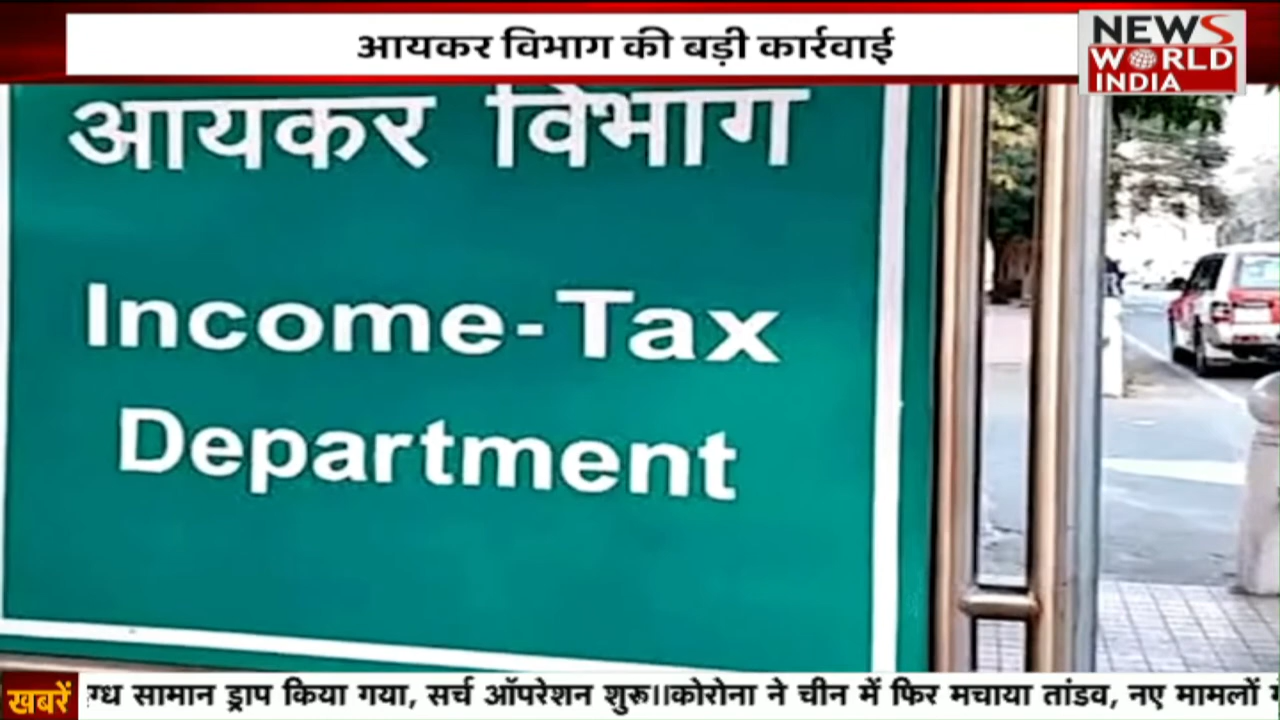 आयकर विभाग की बड़ी कार्रवाई
NEWS
WORLD
INDIA
आयकर विभाग
Income-Tax
Department
खबरें
सामान ड्राप किया गया, सर्च ऑपरेशन शुरू।।कोरोना ने चीन में फिर मचाया तांडव, नए मामलों